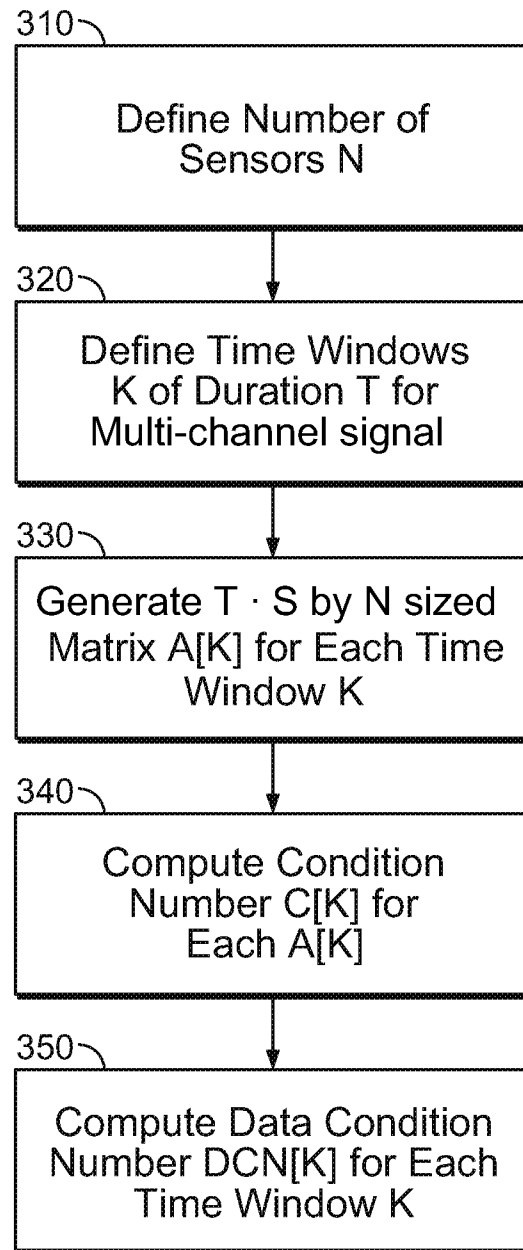 310
Define Number of
Sensors N
320
Define Time Windows
K of Duration T for
Multi-channel signal
330
Generate T · S by N sized
Matrix A[K] for Each Time
Window K
340
Compute Condition
Number C[K] for
Each A[K]
350
Compute Data Condition
Number DCN[K] for Each
Time Window K